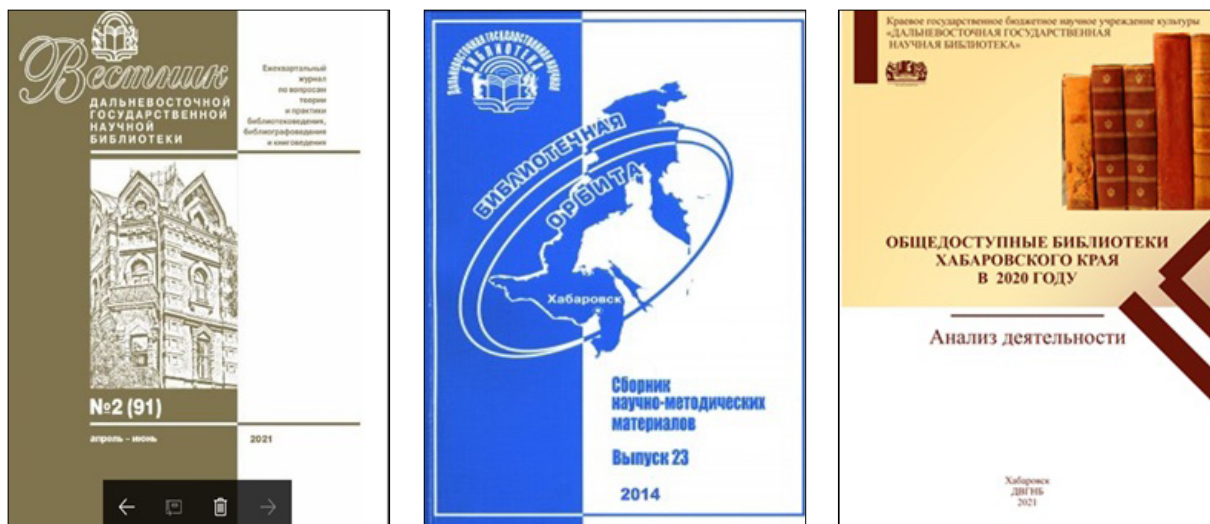 Вестник
ДАЛЬНЕВОСТОЧНОЙ
ГОСУДАРСТВЕННОЙ
НАУЧНОЙ
БИБЛИОТЕКИ
Ежеквартальный
журнал
по вопросам
теории
и практики
библиотековедения,
библиографоведения
и книговедения
№2 (91)
апрель – июнь
2021
ДАЛЬНЕВОСТОЧНАЯ ГОСУДАРСТВЕННАЯ НАУЧНАЯ
БИБЛИОТЕКА
БИБЛИОТЕЧНАЯ
ОРБИТА
Хабаровск
Сборник
научно-методических
материалов
Выпуск 23
2014
Краевое государственное бюджетное научное учреждение культуры
«ДАЛЬНЕВОСТОЧНАЯ ГОСУДАРСТВЕННАЯ
НАУЧНАЯ БИБЛИОТЕКА»
ОБЩЕДОСТУПНЫЕ БИБЛИОТЕКИ
ХАБАРОВСКОГО КРАЯ
В 2020 ГОДУ
Анализ деятельности
Хабаровск
ДВГНБ
2021